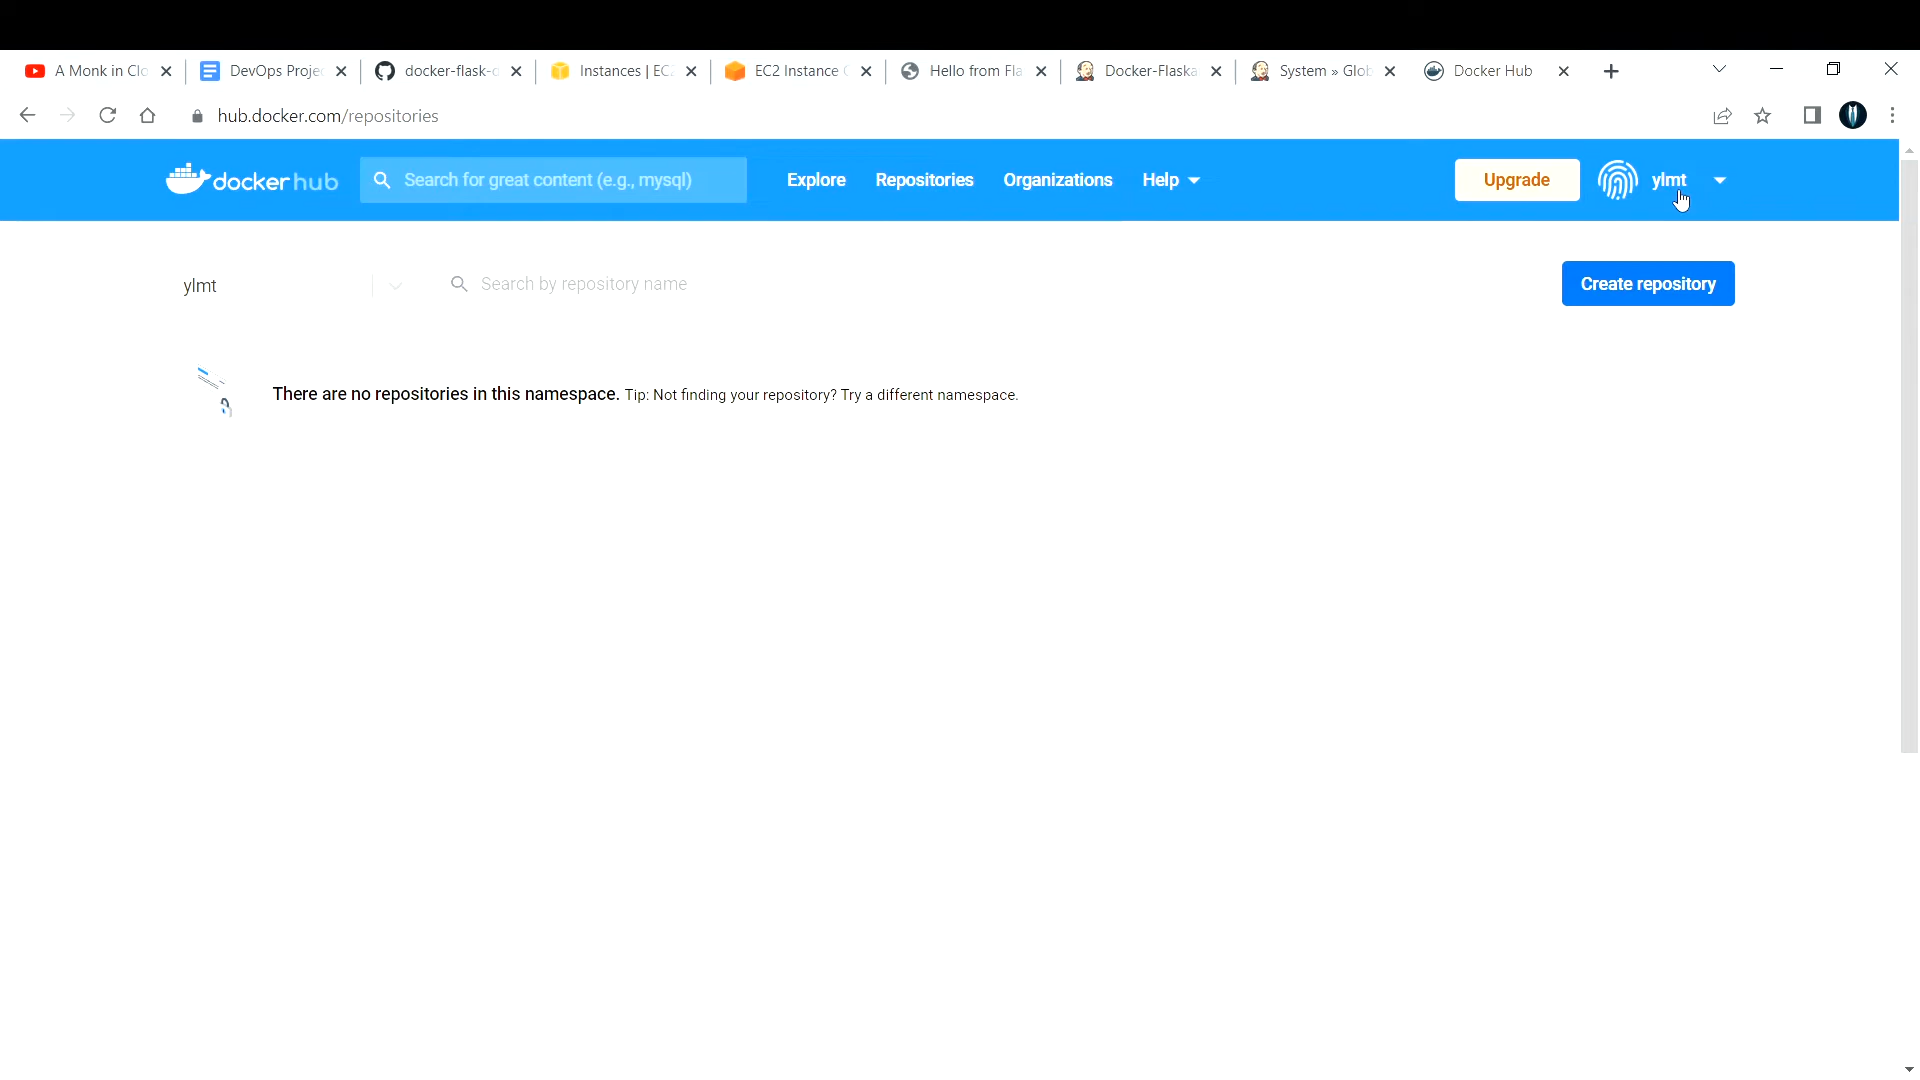 A Monk in Clo
DevOps Projec
docker-flask-c
Instances | EC2
EC2 Instance C
Hello from Fla
Docker-Flaska
System » Glob
Docker Hub
hub.docker.com/repositories
docker hub
Search for great content (e.g., mysql)
Explore
Repositories
Organizations
Help
Upgrade
ylmt
ylmt
Search by repository name
Create repository
There are no repositories in this namespace. Tip: Not finding your repository? Try a different namespace.